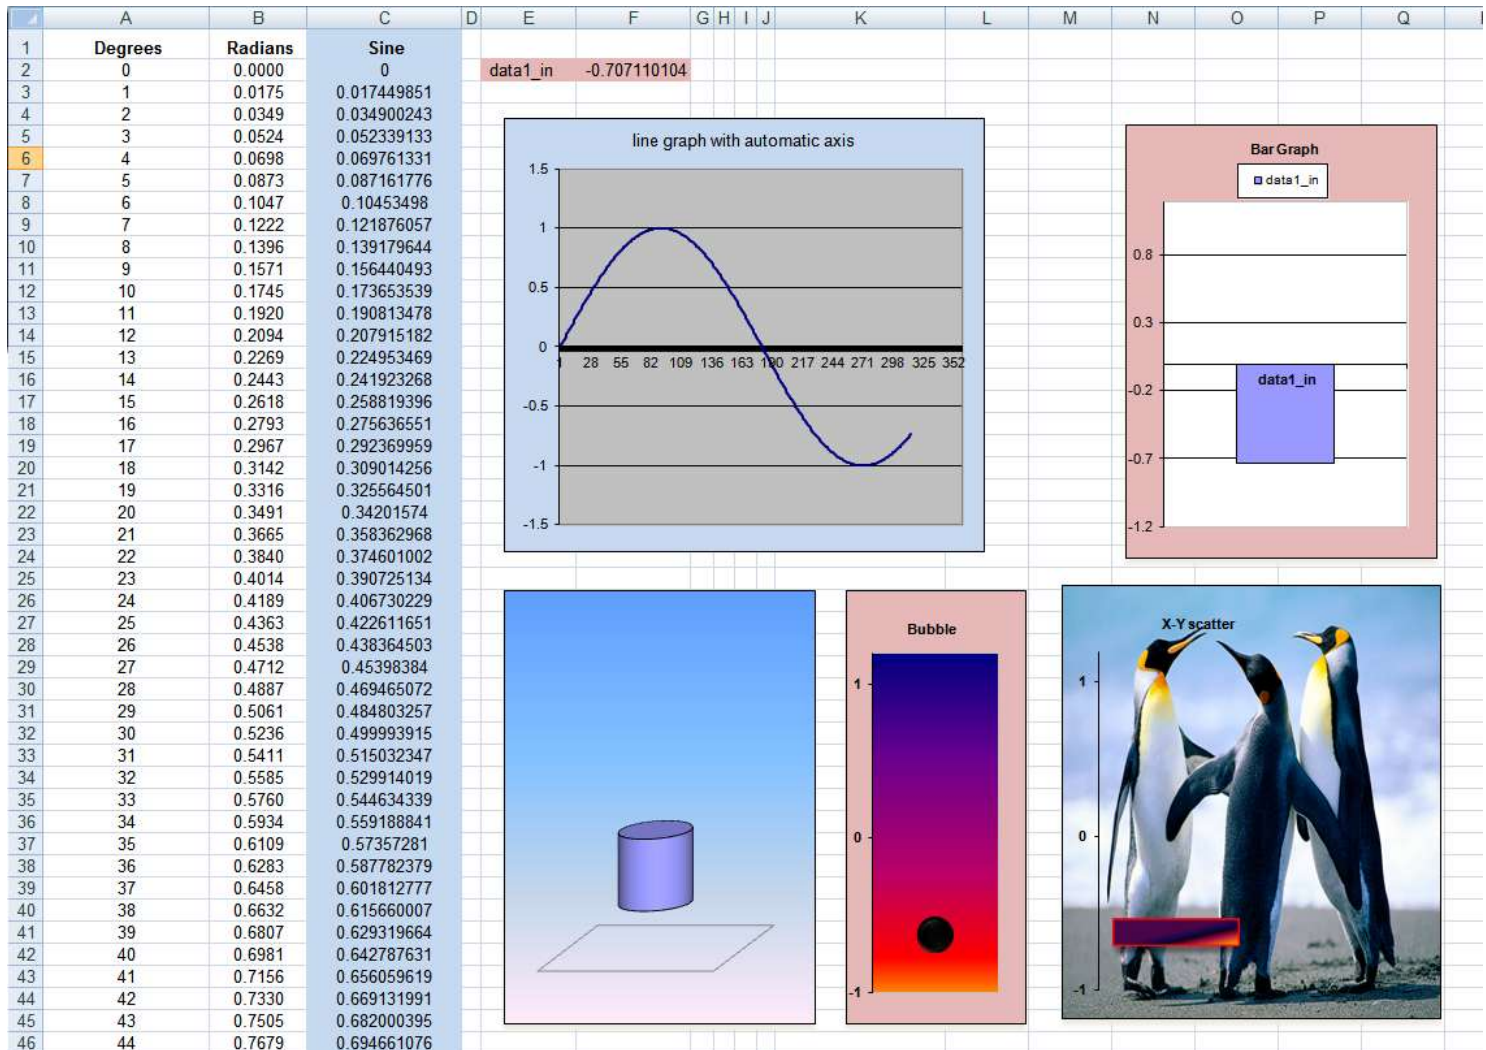 A B C D E F G H I J K L M N O P Q
1 Degrees Radians Sine
2 0 0.0000 0 data1_in -0.707110104
3 1 0.0175 0.017449851
4 2 0.0349 0.034900243
5 3 0.0524 0.052339133
6 4 0.0698 0.069761331
7 5 0.0873 0.087161776
8 6 0.1047 0.10453498
9 7 0.1222 0.121876057
10 8 0.1396 0.139179644
11 9 0.1571 0.156440493
12 10 0.1745 0.173653539
13 11 0.1920 0.190813478
14 12 0.2094 0.207915182
15 13 0.2269 0.224953469
16 14 0.2443 0.241923268
17 15 0.2618 0.258819396
18 16 0.2793 0.275636551
19 17 0.2967 0.292369959
20 18 0.3142 0.309014256
21 19 0.3316 0.325564501
22 20 0.3491 0.34201574
23 21 0.3665 0.358362968
24 22 0.3840 0.374601002
25 23 0.4014 0.390725134
26 24 0.4189 0.406730229
27 25 0.4363 0.422611651
28 26 0.4538 0.438364503
29 27 0.4712 0.45398384
30 28 0.4887 0.469465072
31 29 0.5061 0.484803257
32 30 0.5236 0.499993915
33 31 0.5411 0.515032347
34 32 0.5585 0.529914019
35 33 0.5760 0.544634339
36 34 0.5934 0.559188841
37 35 0.6109 0.57357281
38 36 0.6283 0.587782379
39 37 0.6458 0.601812777
40 38 0.6632 0.615660007
41 39 0.6807 0.629319664
42 40 0.6981 0.642787631
43 41 0.7156 0.656059619
44 42 0.7330 0.669131991
45 43 0.7505 0.682000395
46 44 0.7679 0.694661076
line graph with automatic axis
1.5
1
0.5
0
1 28 55 82 109 136 163 190 217 244 271 298 325 352
-0.5
-1
-1.5
Bar Graph
data1_in
0.8
0.3
data1_in
-0.2
-0.7
-1.2
Bubble
1
0
-1
X-Y scatter
1
0
-1